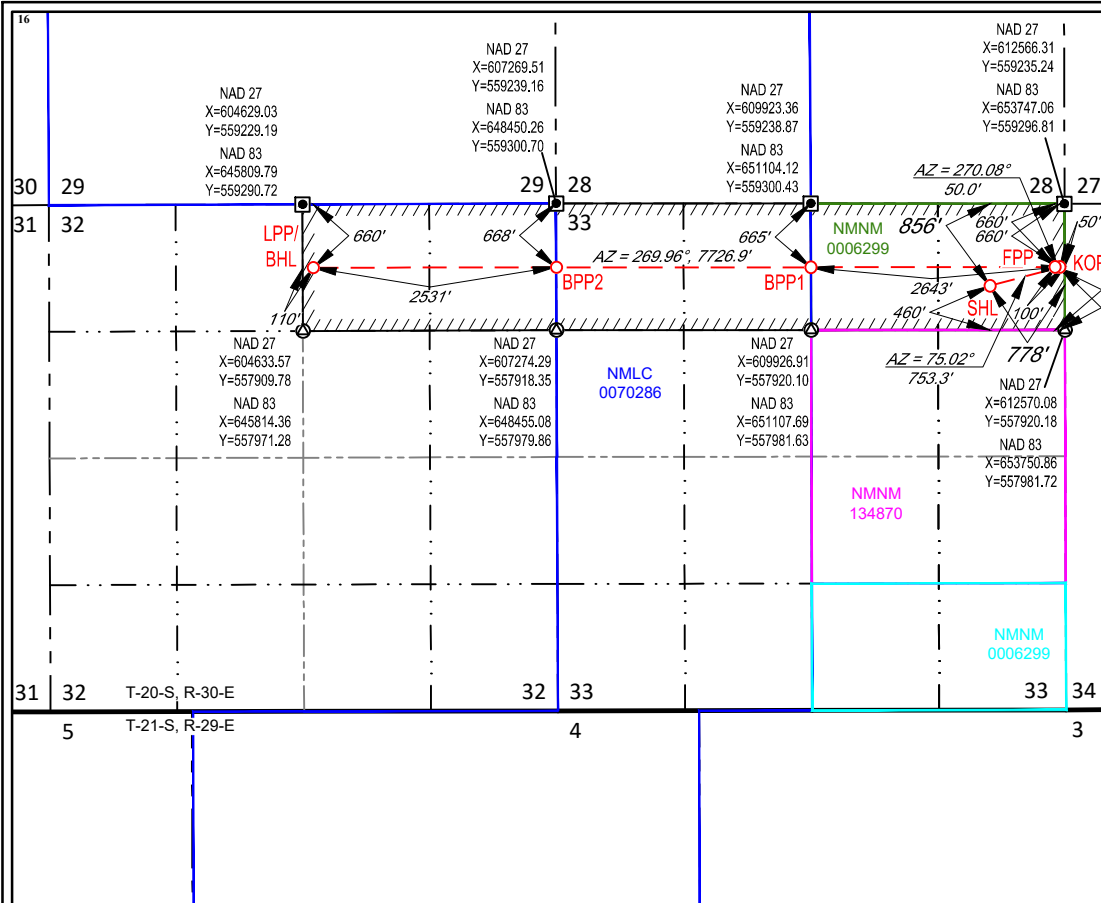 16
NAD 27
X=612566.31
Y=559235.24
NAD 83
X=653747.06
Y=559296.81
NAD 27
X=607269.51
Y=559239.16
NAD 83
X=648450.26
Y=559300.70
NAD 27
X=604629.03
Y=559229.19
NAD 83
X=645809.79
Y=559290.72
NAD 27
X=609923.36
Y=559238.87
NAD 83
X=651104.12
Y=559300.43
AZ = 270.08°
50.0'
30
29
29
28
28
27
31
32
33
LPP/
BHL
660'
668'
665'
NMNM
0006299
856'
660'
660'
50'
AZ = 269.96°, 7726.9'
FPP
KOP
BPP2
BPP1
2531'
2643'
110'
460'
SHL
100'
778'
AZ = 75.02°
753.3'
NAD 27
X=604633.57
Y=557909.78
NAD 83
X=645814.36
Y=557971.28
NAD 27
X=607274.29
Y=557918.35
NAD 83
X=648455.08
Y=557979.86
NMLC
0070286
NAD 27
X=609926.91
Y=557920.10
NAD 83
X=651107.69
Y=557981.63
NAD 27
X=612570.08
Y=557920.18
NAD 83
X=653750.86
Y=557981.72
NMNM
134870
NMNM
0006299
31
32
T-20-S, R-30-E
32
33
33
34
5
T-21-S, R-29-E
4
3